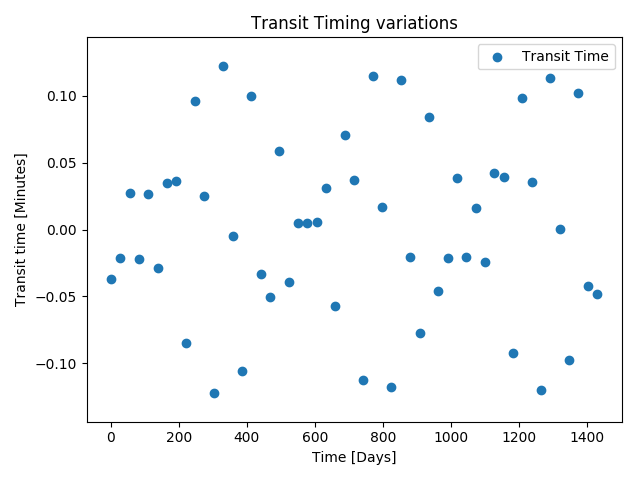 Transit Timing variations
Transit Time
Transit time [Minutes]
0.10
0.05
0.00
−0.05
−0.10
0 200 400 600 800 1000 1200 1400
Time [Days]